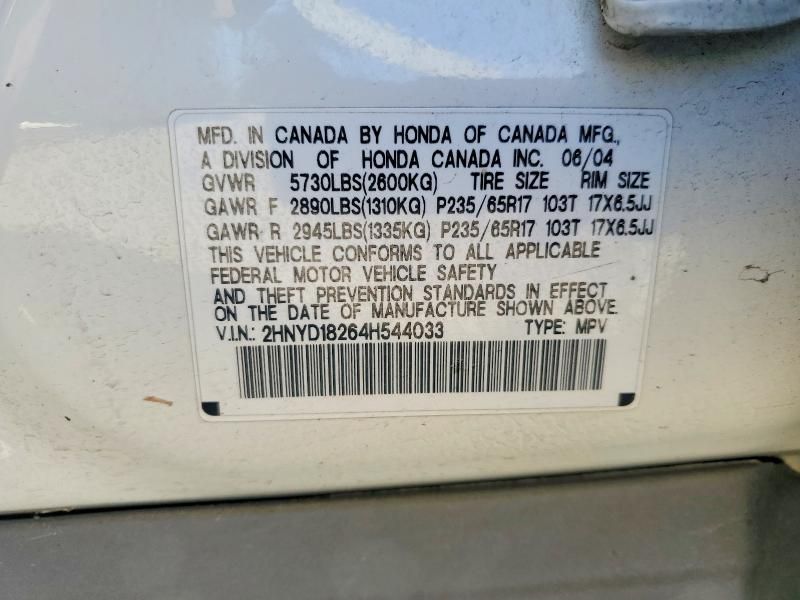 MFD. IN CANADA BY HONDA OF CANADA MFG.,
A DIVISION OF HONDA CANADA INC. 06/04
GVWR 5730LBS(2600KG) TIRE SIZE RIM SIZE
GAWR F 2890LBS(1310KG) P235/65R17 103T 17X6.5JJ
GAWR R 2945LBS(1335KG) P235/65R17 103T 17X6.5JJ
THIS VEHICLE CONFORMS TO ALL APPLICABLE
FEDERAL MOTOR VEHICLE SAFETY
AND THEFT PREVENTION STANDARDS IN EFFECT
ON THE DATE OF MANUFACTURE SHOWN ABOVE.
V.I.N.: 2HNYD18264H544033 TYPE: MPV